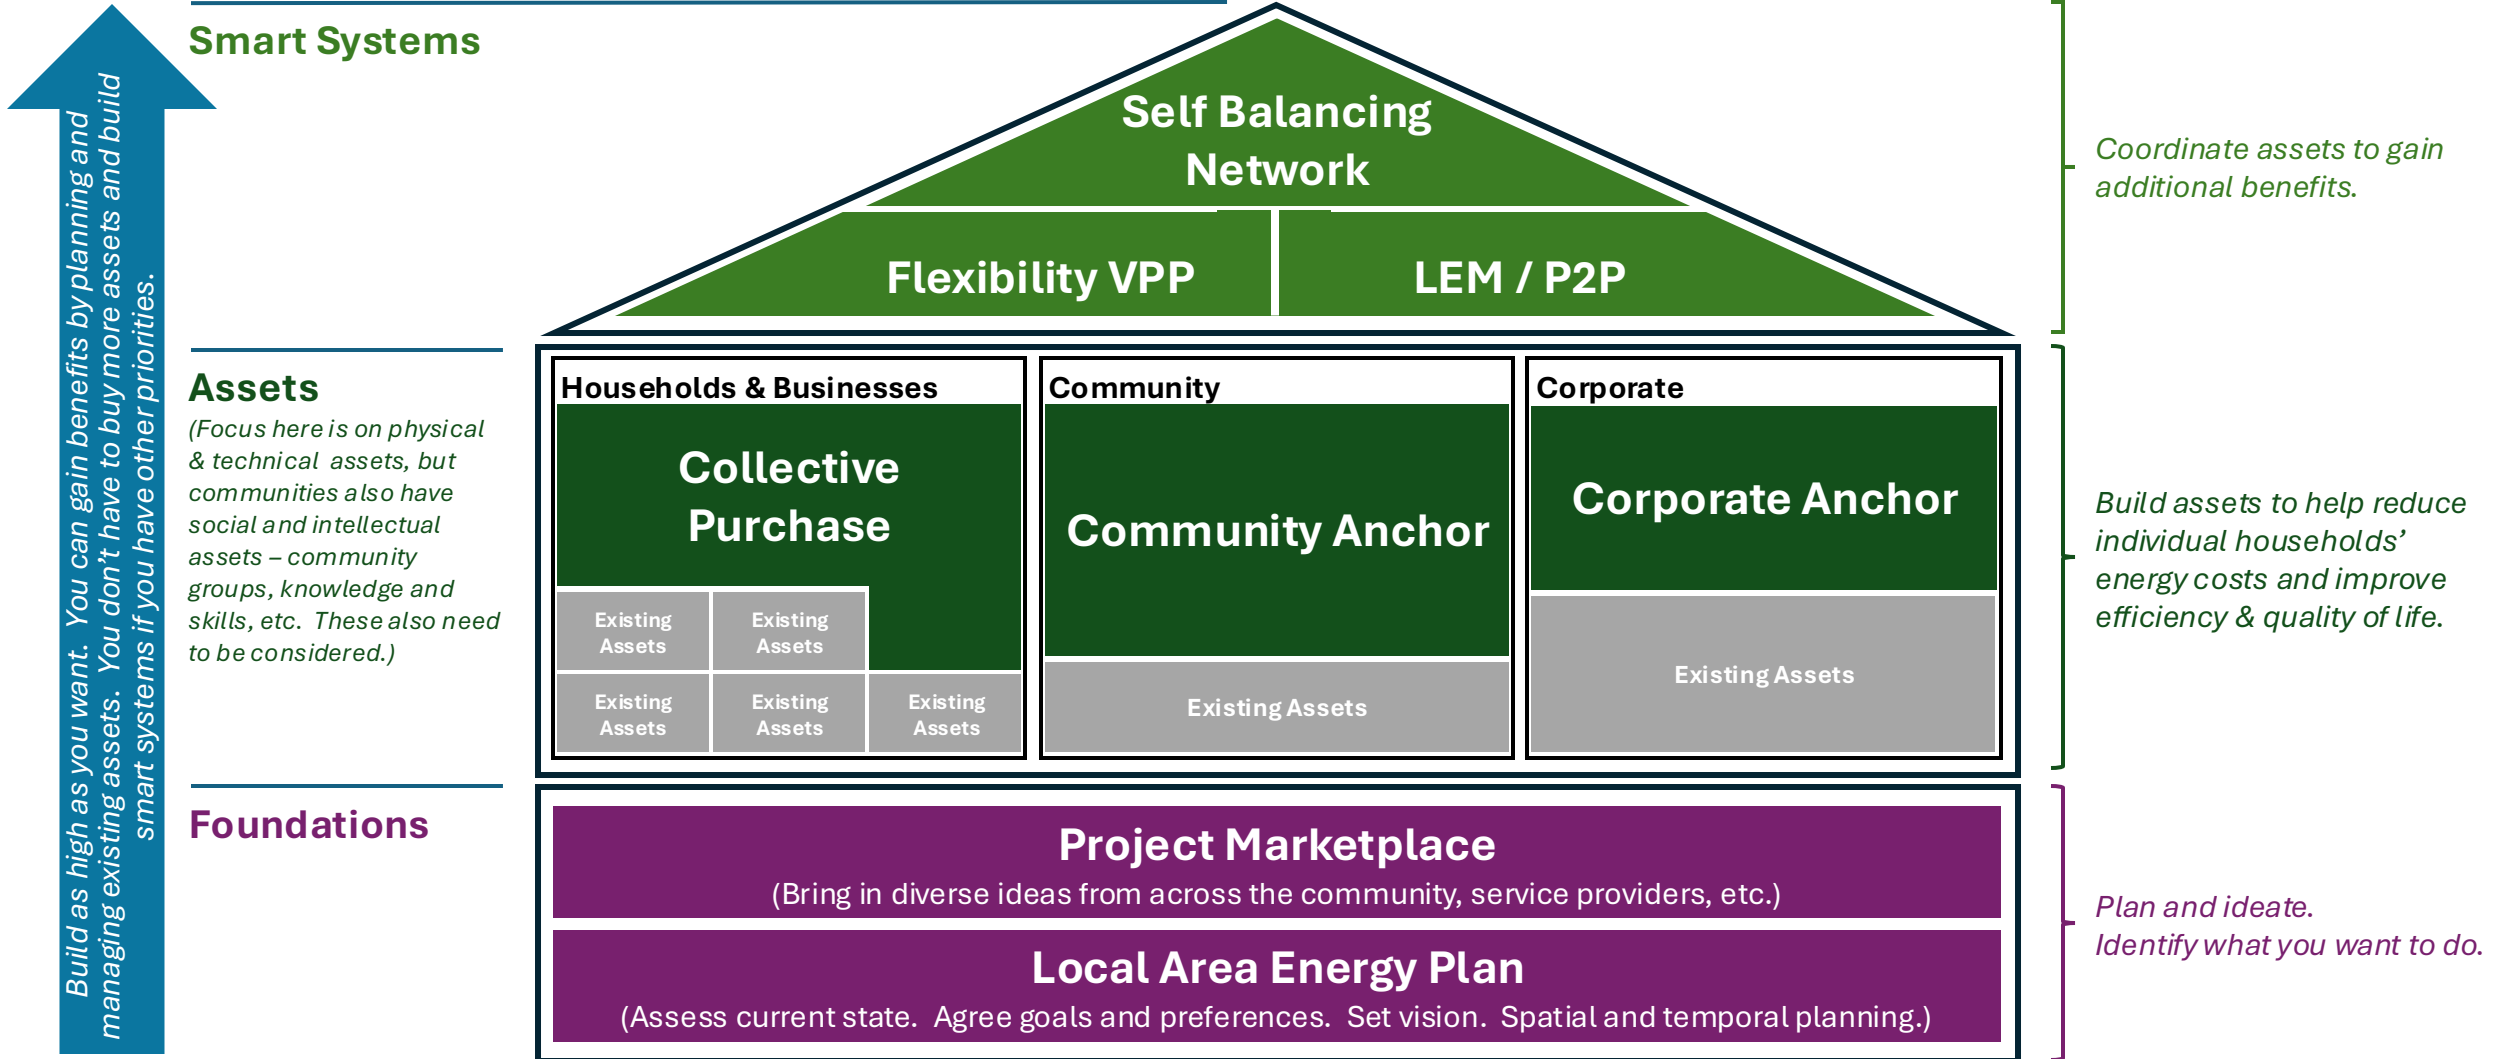 Build as high as you want.  You can gain benefits by planning and
managing existing assets.  You don't have to buy more assets and build
smart systems if you have other priorities.
Smart Systems
Self Balancing
Network
Flexibility VPP
LEM / P2P
Coordinate assets to gain
additional benefits.
Assets
(Focus here is on physical
& technical  assets, but
communities also have
social and intellectual
assets – community
groups, knowledge and
skills, etc.  These also need
to be considered.)
Households & Businesses
Collective
Purchase
Existing
Assets
Existing
Assets
Existing
Assets
Existing
Assets
Existing
Assets
Community
Community Anchor
Existing Assets
Corporate
Corporate Anchor
Existing Assets
Build assets to help reduce
individual households’
energy costs and improve
efficiency & quality of life.
Foundations
Project Marketplace
(Bring in diverse ideas from across the community, service providers, etc.)
Local Area Energy Plan
(Assess current state.  Agree goals and preferences.  Set vision.  Spatial and temporal planning.)
Plan and ideate.
Identify what you want to do.